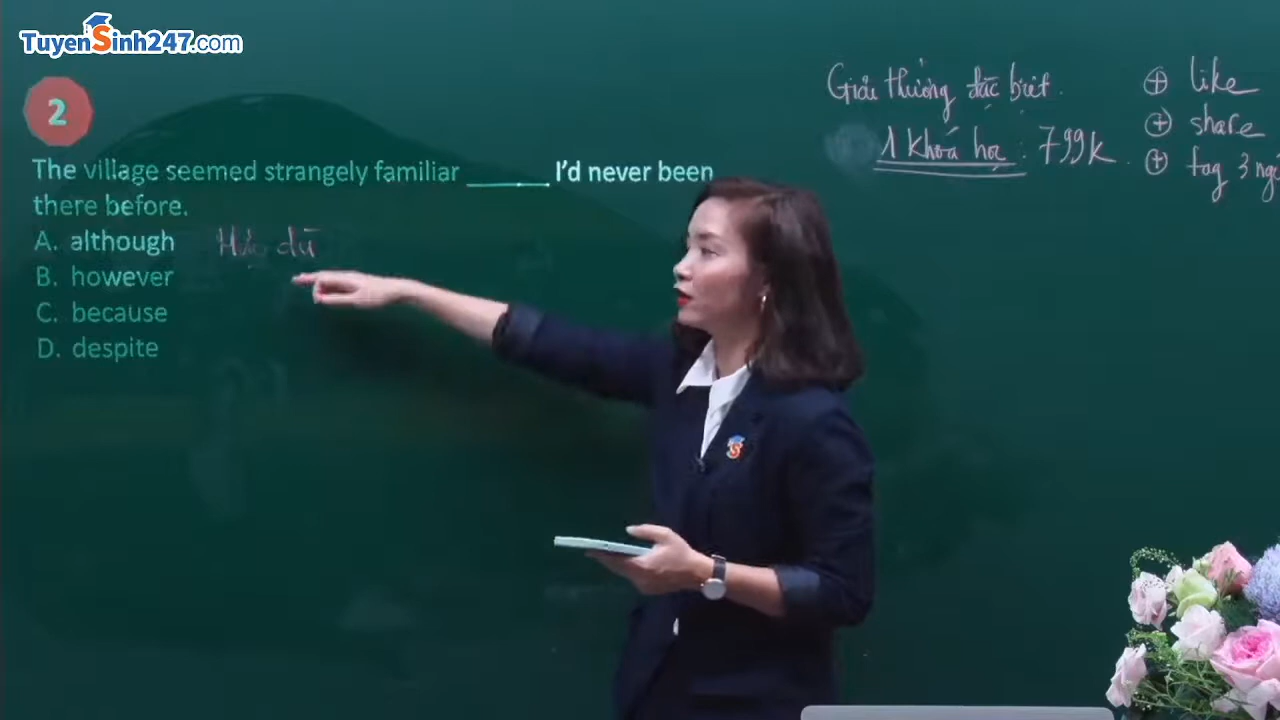 TuyenSinh247.com
2
The village seemed strangely familiar ______ I'd never been
there before.
A. although dù
B. however
C. because
D. despite
Giải thưởng đặc biệt.
1 khoá học : 799k.
+ like
+ share
+ tag 3
S